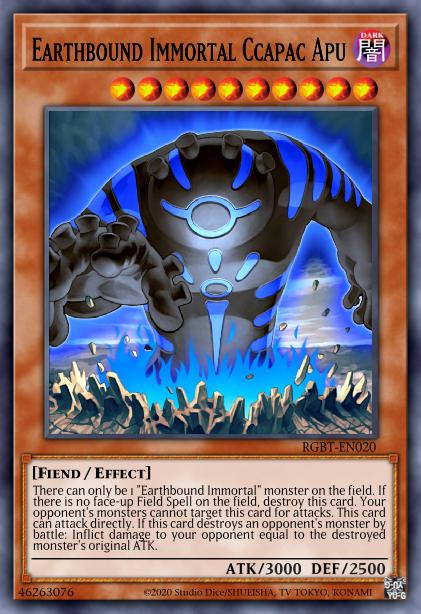 Earthbound Immortal Ccapac Apu
DARK
闇
RGBT-EN020
[Fiend / Effect]
There can only be 1 "Earthbound Immortal" monster on the field. If
there is no face-up Field Spell on the field, destroy this card. Your
opponent's monsters cannot target this card for attacks. This card
can attack directly. If this card destroys an opponent's monster by
battle: Inflict damage to your opponent equal to the destroyed
monster's original ATK.
ATK/3000 DEF/2500
46263076
©2020 Studio Dice/SHUEISHA, TV TOKYO, KONAMI